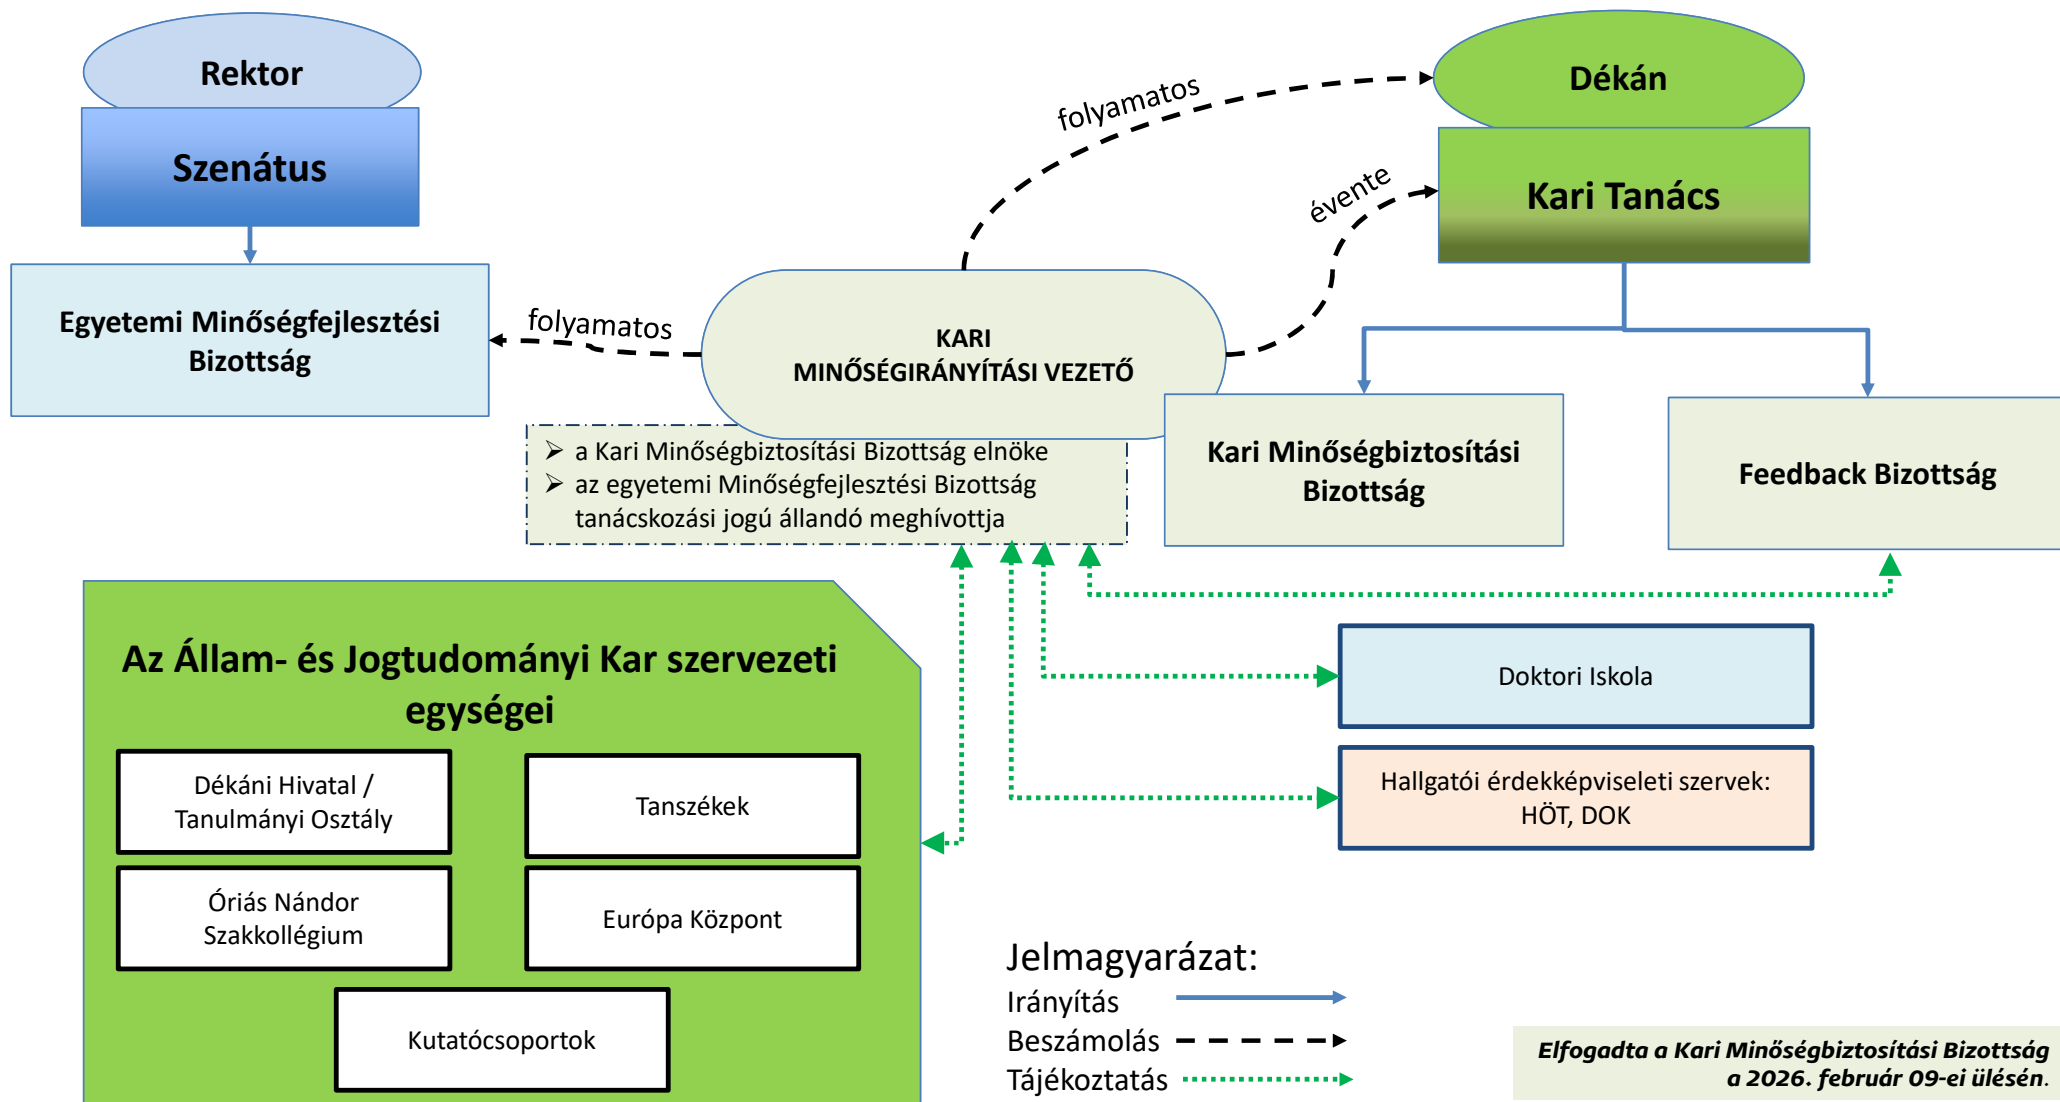 Rektor
Szenátus
Egyetemi Minőségfejlesztési
Bizottság
folyamatos
folyamatos
évente
Dékán
Kari Tanács
KARI
MINŐSÉGIRÁNYÍTÁSI VEZETŐ
➢ a Kari Minőségbiztosítási Bizottság elnöke
➢ az egyetemi Minőségfejlesztési Bizottság
tanácskozási jogú állandó meghívottja
Kari Minőségbiztosítási
Bizottság
Feedback Bizottság
Az Állam- és Jogtudományi Kar szervezeti
egységei
Dékáni Hivatal /
Tanulmányi Osztály
Tanszékek
Óriás Nándor
Szakkollégium
Európa Központ
Kutatócsoportok
Doktori Iskola
Hallgatói érdekképviseleti szervek:
HÖT, DOK
Jelmagyarázat:
Irányítás
Beszámolás
Tájékoztatás
Elfogadta a Kari Minőségbiztosítási Bizottság
a 2026. február 09-ei ülésén.